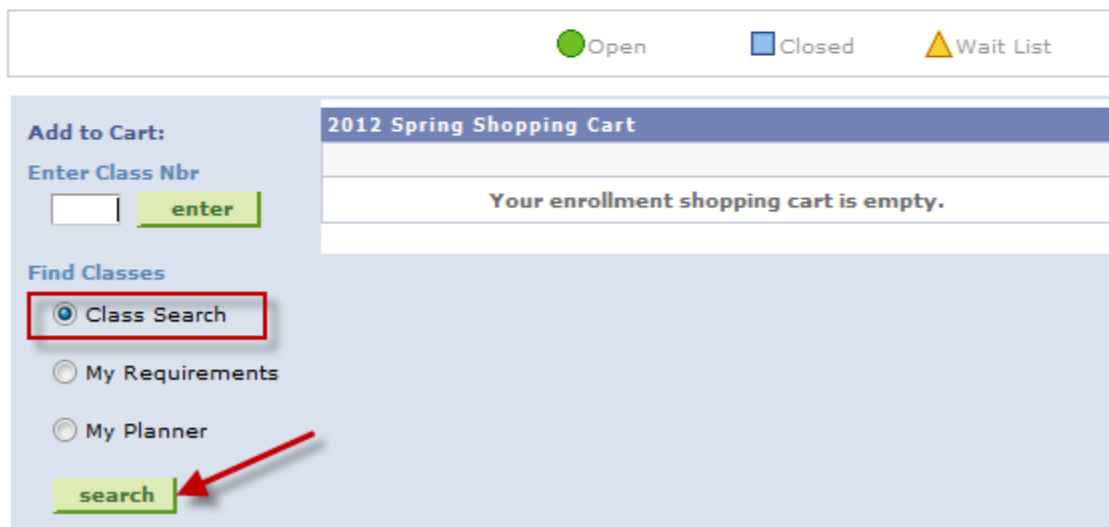 Open Closed Wait List
Add to Cart:
Enter Class Nbr
enter
Find Classes
Class Search
My Requirements
My Planner
search
2012 Spring Shopping Cart
Your enrollment shopping cart is empty.